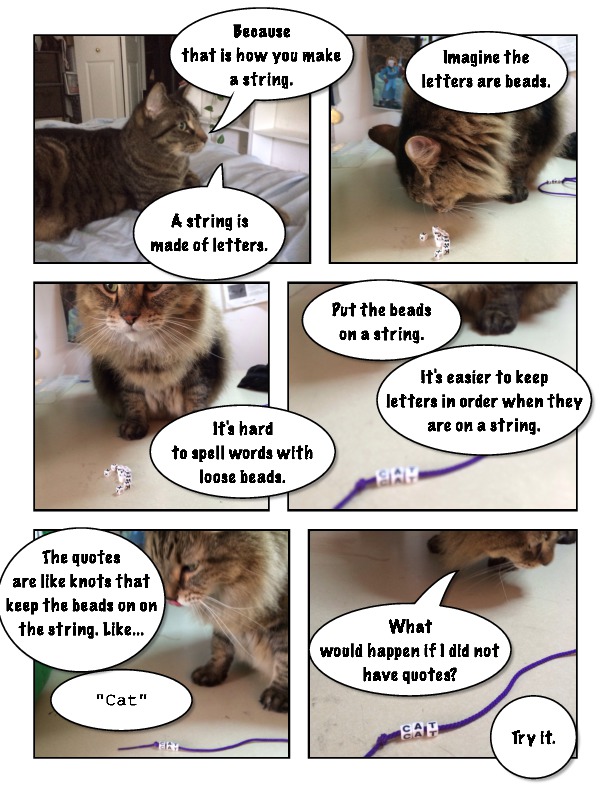 Because
that is how you make
a string.
A string is
made of letters.
Imagine the
letters are beads.
It's hard
to spell words with
loose beads.
Put the beads
on a string.
It's easier to keep
letters in order when they
are on a string.
CAT
The quotes
are like knots that
keep the beads on on
the string. Like...
"Cat"
CAT
What
would happen if I did not
have quotes?
CAT
Try it.